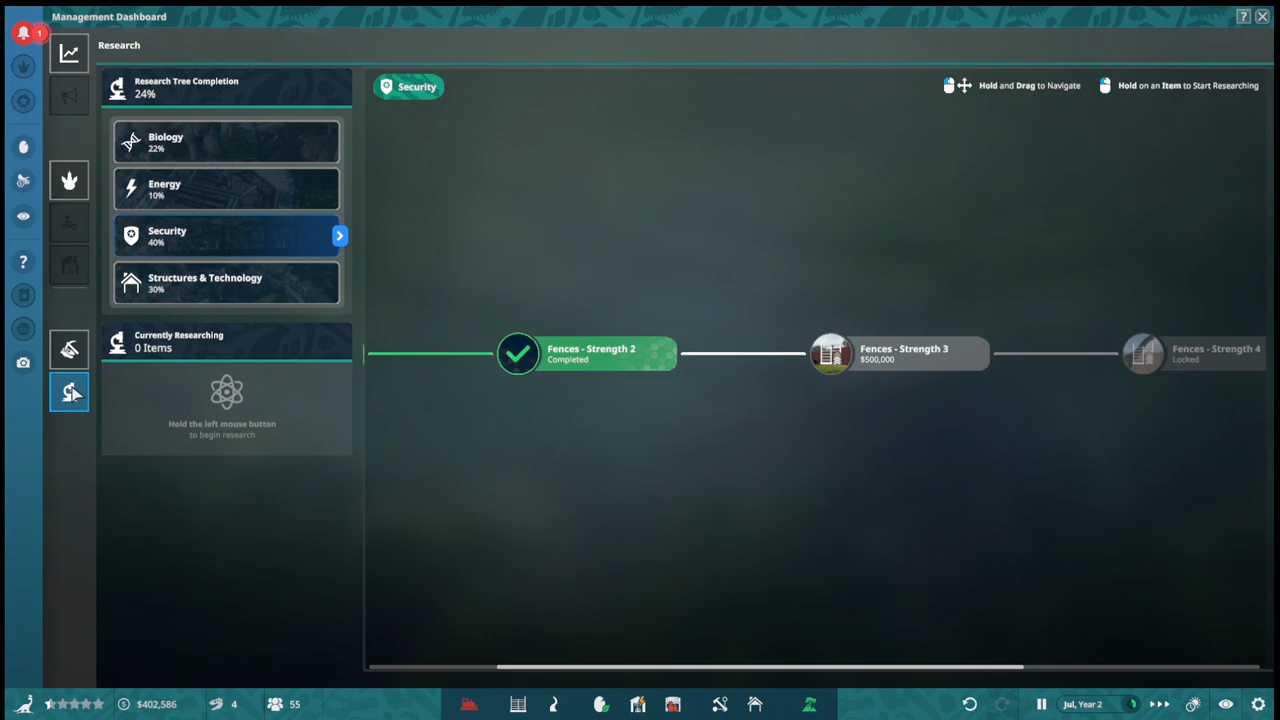 Management Dashboard
?
1
Research
Research Tree Completion
24%
Security
Hold and Drag to Navigate
Hold on an Item to Start Researching
Biology
22%
Energy
10%
Security
40%
Structures & Technology
30%
Currently Researching
0 Items
Hold the left mouse button
to begin research
Fences - Strength 2
Completed
Fences - Strength 3
$500,000
Fences - Strength 4
Locked
?
$402,586
4
55
Jul, Year 2